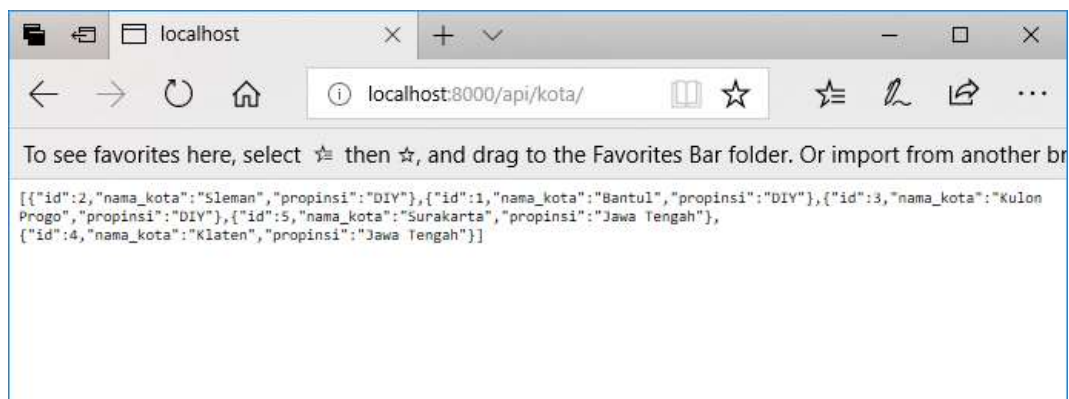 localhost
localhost:8000/api/kota/
To see favorites here, select then , and drag to the Favorites Bar folder. Or import from another br
[{"id":2,"nama_kota":"Sleman","propinsi":"DIY"},{"id":1,"nama_kota":"Bantul","propinsi":"DIY"},{"id":3,"nama_kota":"Kulon
Progo","propinsi":"DIY"},{"id":5,"nama_kota":"Surakarta","propinsi":"Jawa Tengah"},
{"id":4,"nama_kota":"Klaten","propinsi":"Jawa Tengah"}]